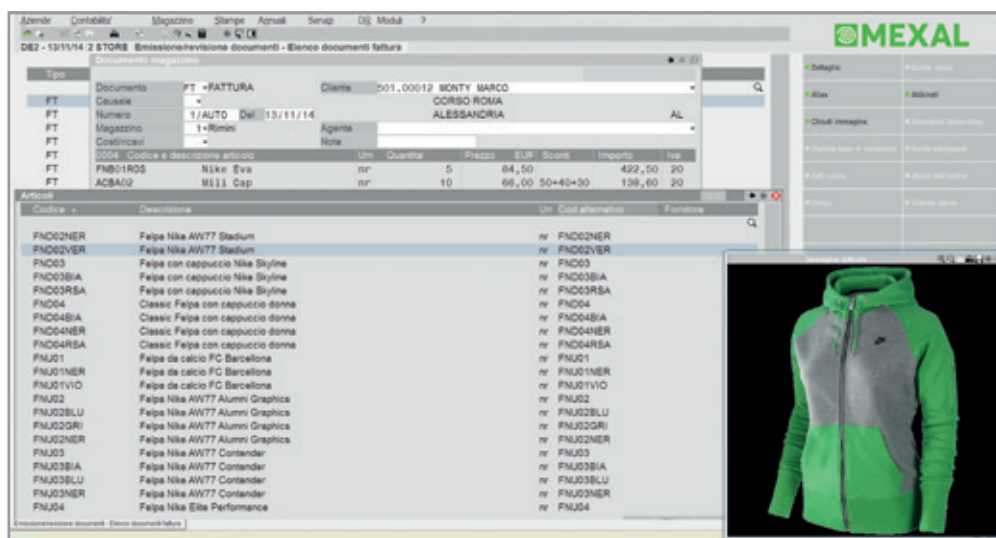 Aziende Contabilita' Magazzino Stampe Annuali Servizi Moduli ?
MEXAL
DE2 - 13/11/14 2 STORE Emissione/revisione documenti - Elenco documenti fattura
Documento magazzino
Tipo
Dettaglio
Documento FT +FATTURA Cliente 501.00012 MONTY MARCO
FT Causale CORSO ROMA
Alias Abbinati
FT Numero 1/AUTO Del 13/11/14 ALESSANDRIA AL
FT Magazzino 1+Rimini Agente
Chiudi immagine
FT Costi/ricavi Note
FT 0004 Codice e descrizione articolo Um Quantita' Prezzo EUR Sconti Importo Iva
FT FNB01ROS Nike Eva nr 5 84,50 422,50 20
FT ACBA02 Mill Cap nr 10 66,00 50+40+30 138,60 20
Articoli
Codice Descrizione Un Cod.alternativo Fornitore
FND02NER Felpa Nike AW77 Stadium nr FND02NER
FND02VER Felpa Nike AW77 Stadium nr FND02VER
FND03 Felpa con cappuccio Nike Skyline nr FND03
FND03BIA Felpa con cappuccio Nike Skyline nr FND03BIA
FND03RSA Felpa con cappuccio Nike Skyline nr FND03RSA
FND04 Classic Felpa con cappuccio donna nr FND04
FND04BIA Classic Felpa con cappuccio donna nr FND04BIA
FND04NER Classic Felpa con cappuccio donna nr FND04NER
FND04RSA Classic Felpa con cappuccio donna nr FND04RSA
FNU01 Felpa da calcio FC Barcellona nr FNU01
FNU01NER Felpa da calcio FC Barcellona nr FNU01NER
FNU01VIO Felpa da calcio FC Barcellona nr FNU01VIO
FNU02 Felpa Nike AW77 Alumni Graphics nr FNU02
FNU02BLU Felpa Nike AW77 Alumni Graphics nr FNU02BLU
FNU02GRI Felpa Nike AW77 Alumni Graphics nr FNU02GRI
FNU02NER Felpa Nike AW77 Alumni Graphics nr FNU02NER
FNU03 Felpa Nike AW77 Contender nr FNU03
FNU03BIA Felpa Nike AW77 Contender nr FNU03BIA
FNU03BLU Felpa Nike AW77 Contender nr FNU03BLU
FNU03NER Felpa Nike AW77 Contender nr FNU03NER
FNU04 Felpa Nike Elite Performance nr FNU04
Emissione/revisione documenti - Elenco documenti fattura